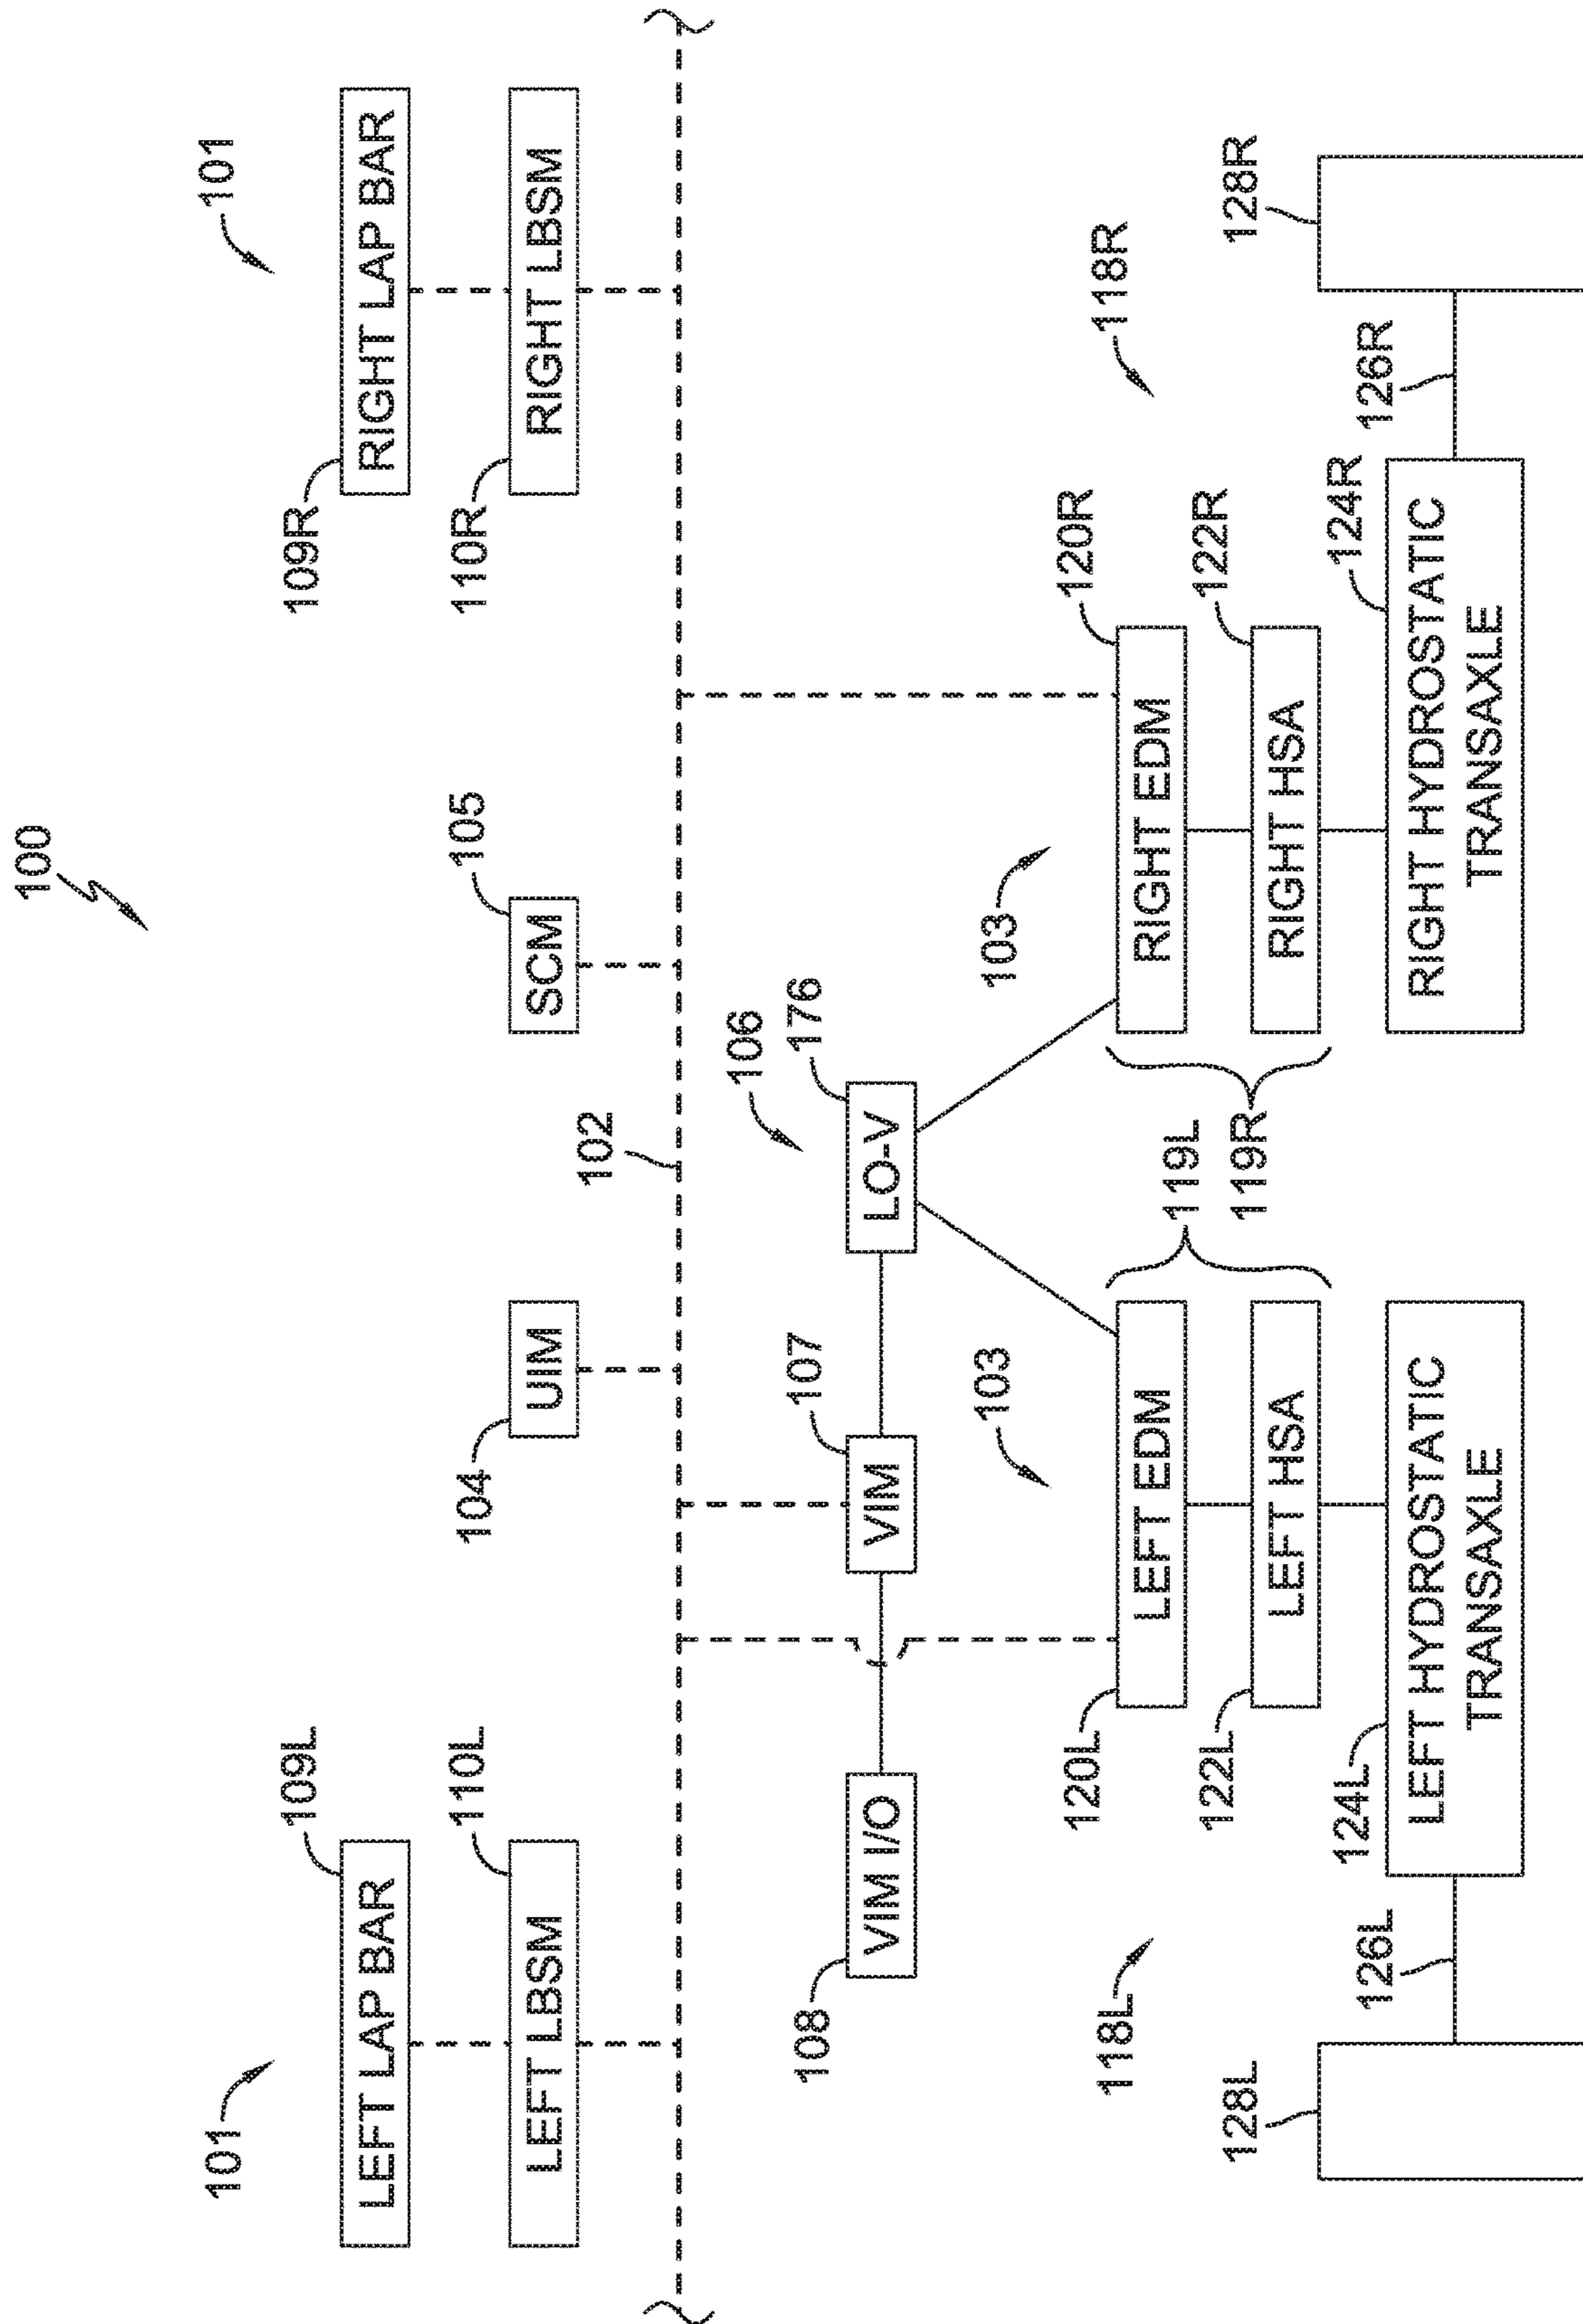 100
101
109L
LEFT LAP BAR
110L
LEFT LBSM
104
UIM
105
SCM
101
109R
RIGHT LAP BAR
110R
RIGHT LBSM
102
108
VIM I/O
107
VIM
106
176
LO-V
103
103
118L
118R
120L
LEFT EDM
119L
119R
120R
RIGHT EDM
122L
LEFT HSA
122R
RIGHT HSA
128L
126L
124L
LEFT HYDROSTATIC
TRANSAXLE
124R
RIGHT HYDROSTATIC
TRANSAXLE
126R
128R